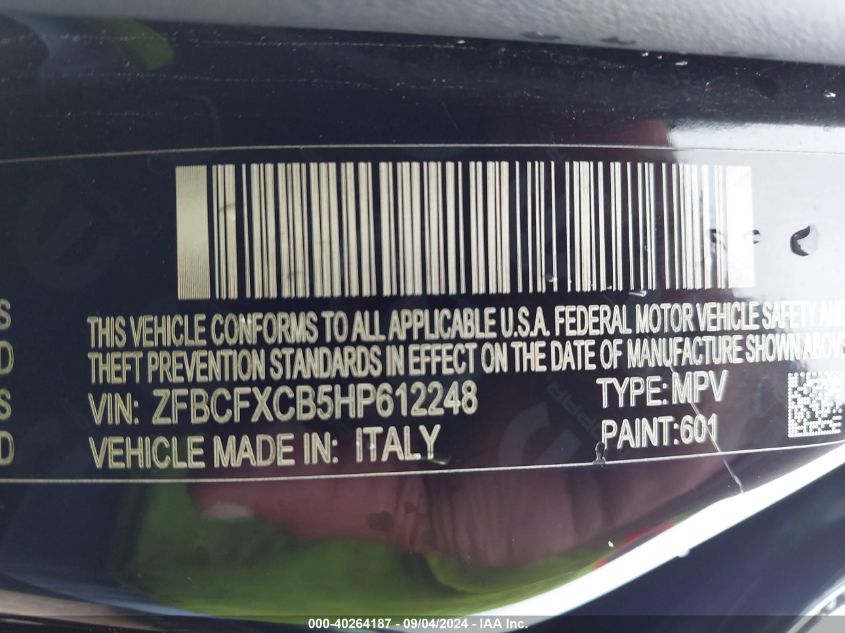 THIS VEHICLE CONFORMS TO ALL APPLICABLE U.S.A. FEDERAL MOTOR VEHICLE SAFETY AND
THEFT PREVENTION STANDARDS IN EFFECT ON THE DATE OF MANUFACTURE SHOWN ABOVE
VIN: ZFBCFXCB5HP612248 TYPE: MPV
VEHICLE MADE IN: ITALY PAINT:601
000-40264187 - 09/04/2024 - IAA Holdings, Inc.